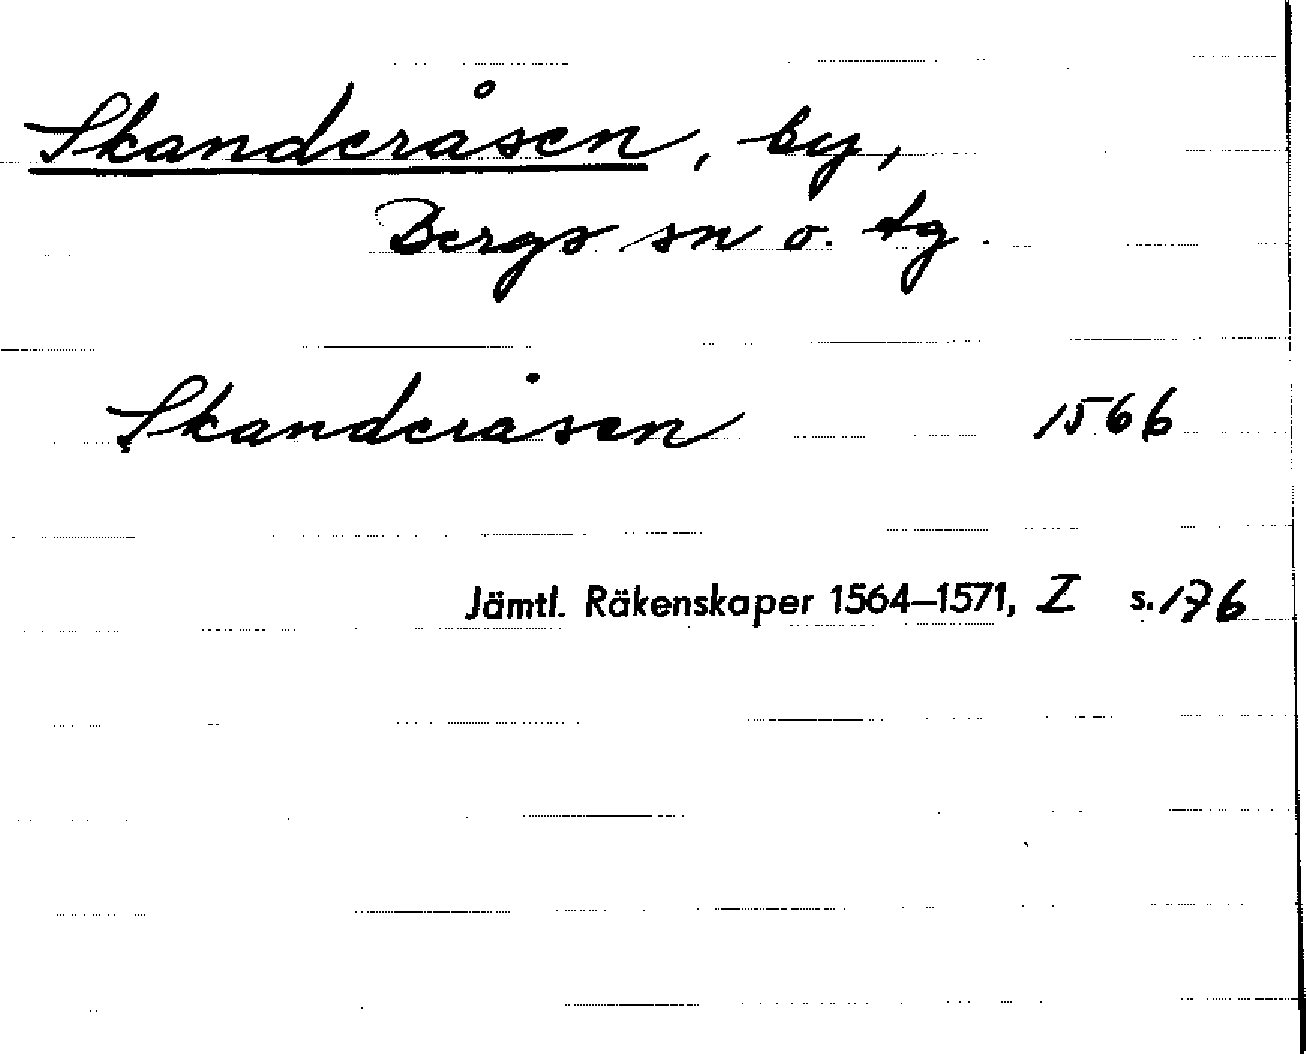 Skanderåsen, by,
Bergs sn o. tg.
Skanderåsen 1566
Jämtl. Räkenskaper 1564–1571, I s. 176